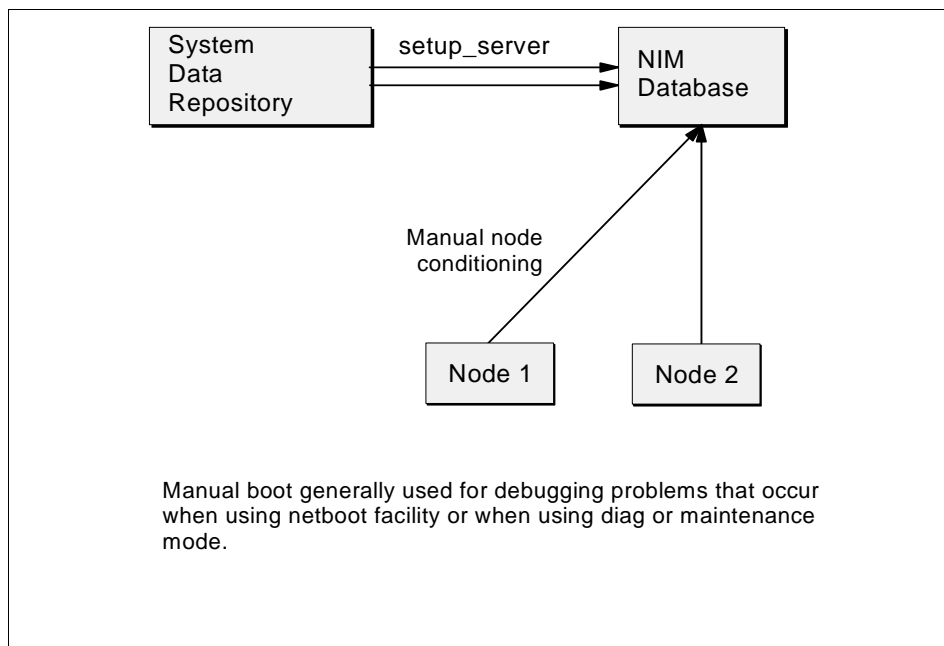 System
Data
Repository
setup_server
NIM
Database
Manual node
conditioning
Node 1
Node 2
Manual boot generally used for debugging problems that occur
when using netboot facility or when using diag or maintenance
mode.